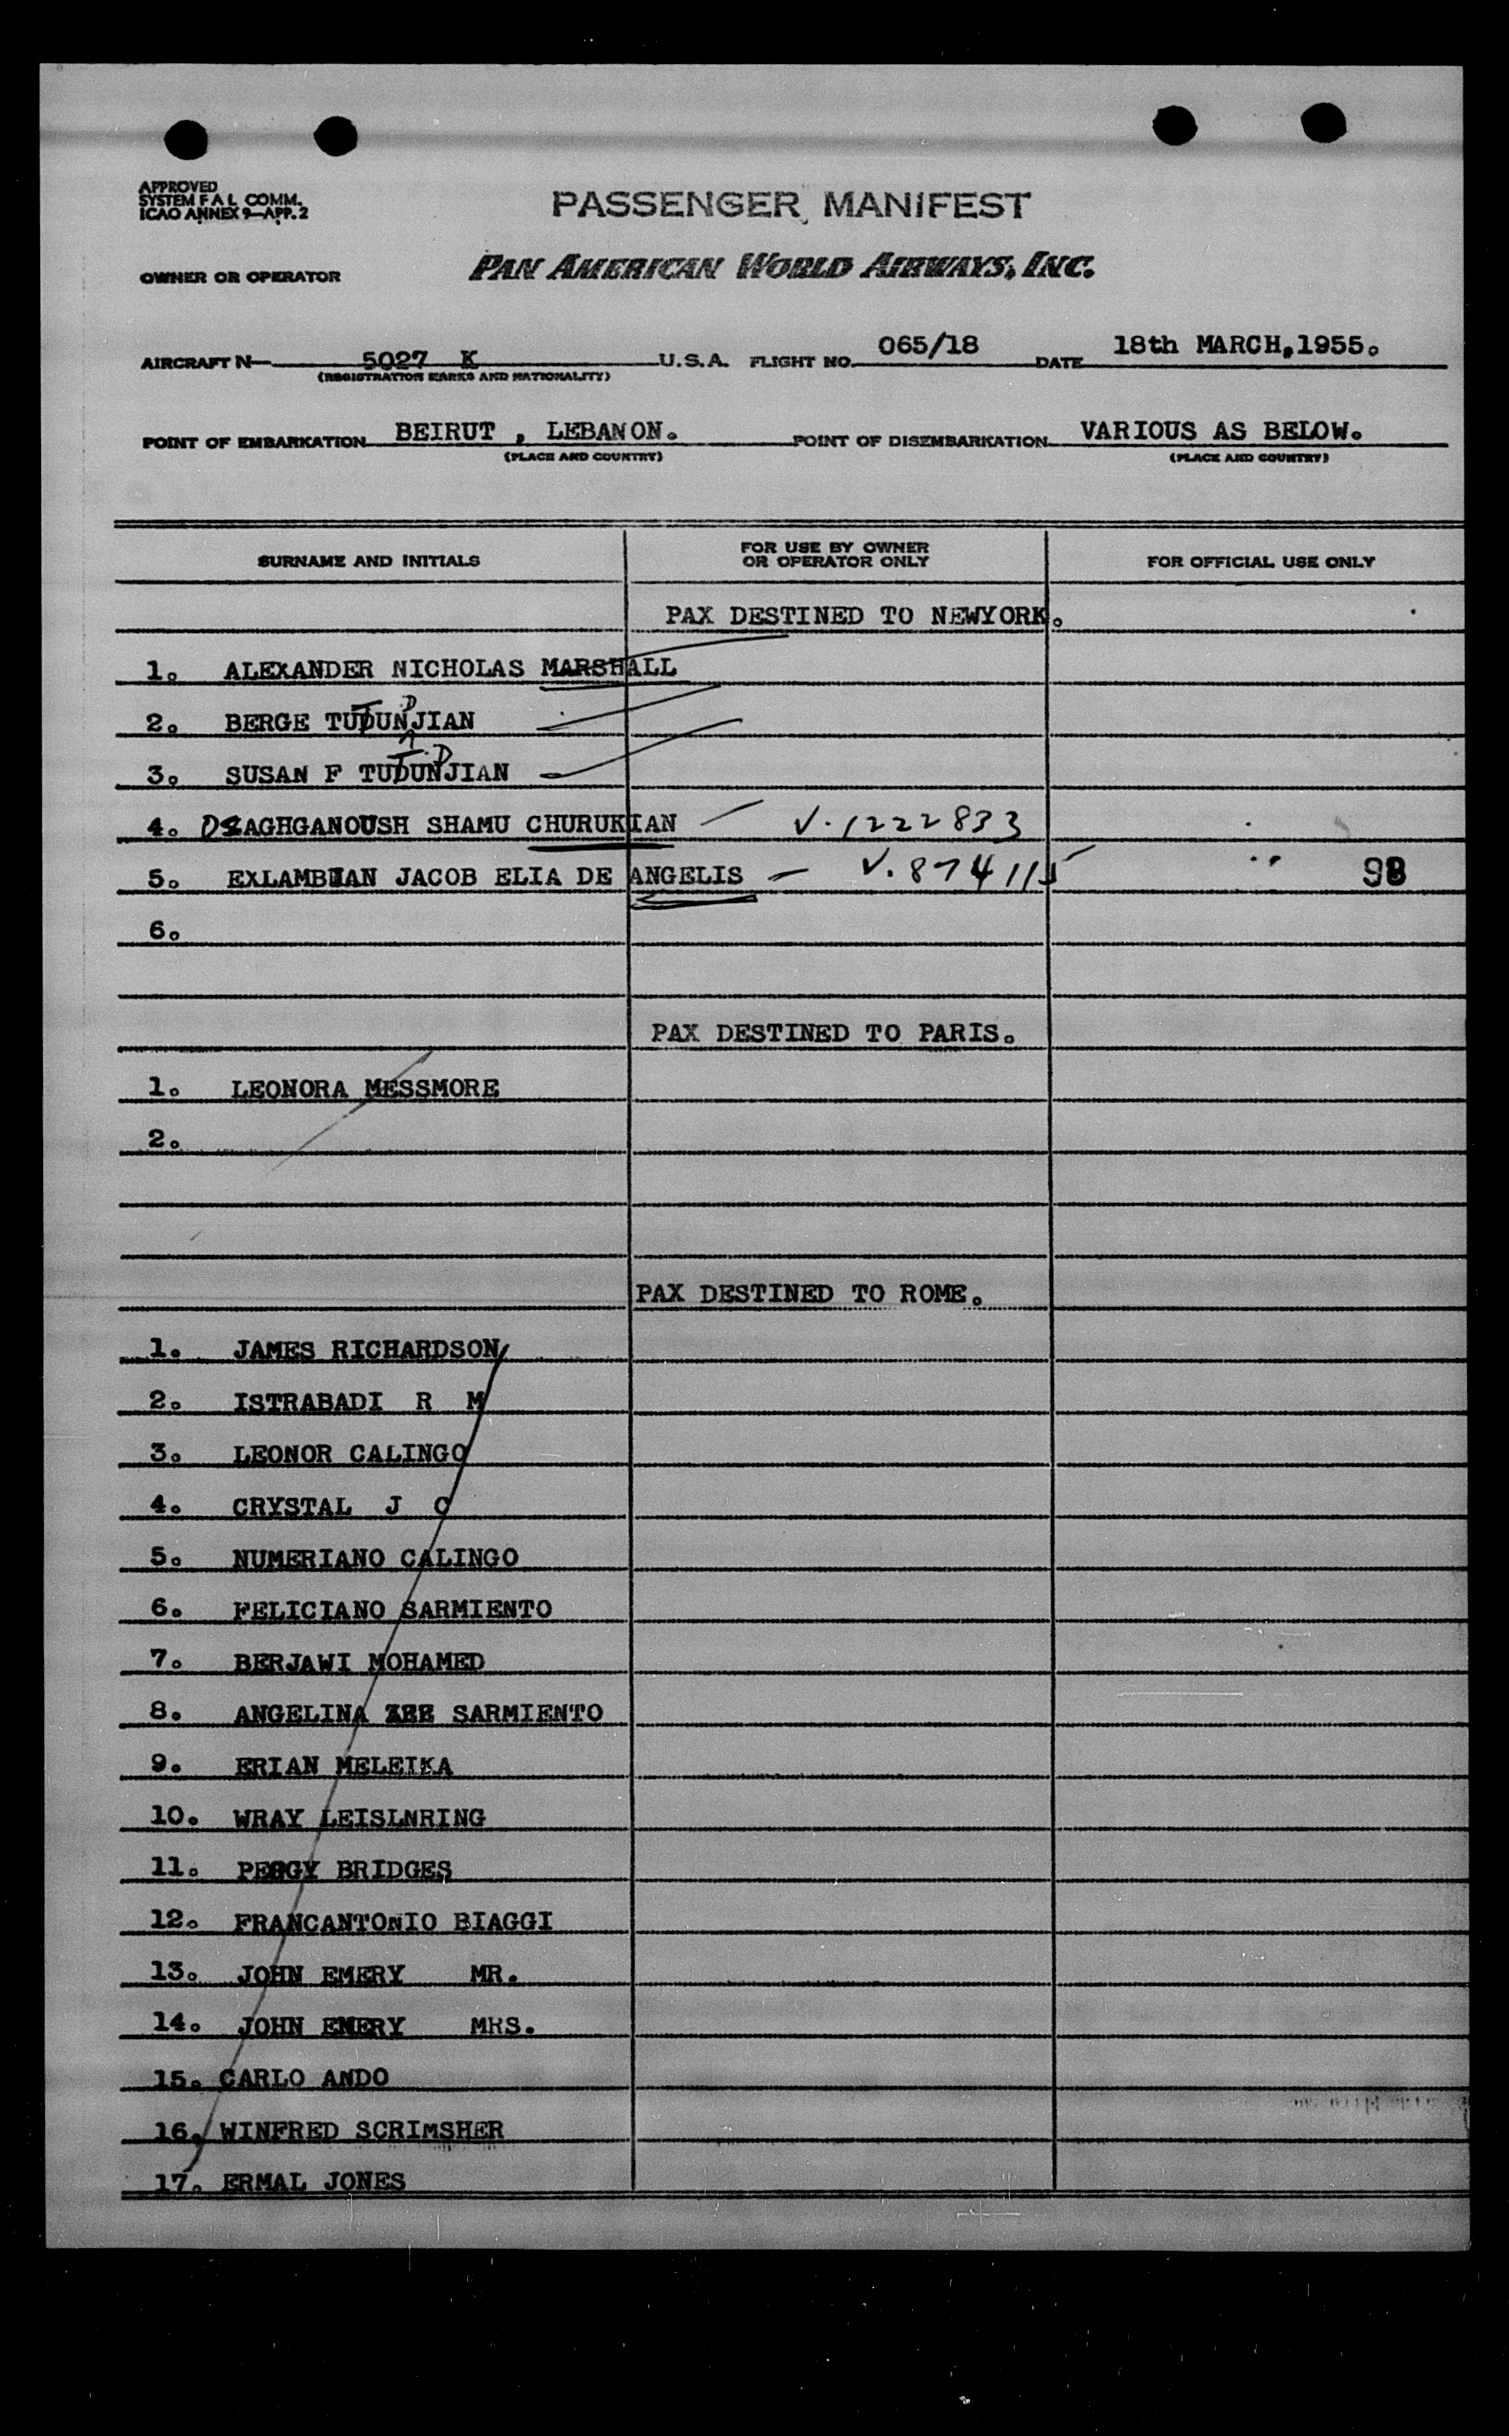 APPROVED
SYSTEM F A L COMM.
ICAO ANNEX 9—APP. 2
PASSENGER MANIFEST
OWNER OR OPERATOR PAN AMERICAN WORLD AIRWAYS, INC.
AIRCRAFT N— 5027 K U.S.A. FLIGHT NO. 065/18 DATE 18th MARCH,1955.
(REGISTRATION MARKS AND NATIONALITY)
POINT OF EMBARKATION BEIRUT , LEBANON. POINT OF DISEMBARKATION VARIOUS AS BELOW.
(PLACE AND COUNTRY) (PLACE AND COUNTRY)
SURNAME AND INITIALS FOR USE BY OWNER OR OPERATOR ONLY FOR OFFICIAL USE ONLY
PAX DESTINED TO NEWYORK.
1. ALEXANDER NICHOLAS MARSHALL
2. BERGE TUTUNDJIAN
3. SUSAN F TUTUNDJIAN
4. AGHGANOUSH SHAMU CHURUKIAN V. 1222833
5. JACOB ELIA DE ANGELIS V. 874115 98
6.
PAX DESTINED TO PARIS.
1. LEONORA MESSMORE
2.
PAX DESTINED TO ROME.
1. JAMES RICHARDSON
2. ISTRABADI R M
3. LEONOR CALINGO
4. CRYSTAL J C
5. NUMERIANO CALINGO
6. FELICIANO SARMIENTO
7. BERJAWI MOHAMED
8. ANGELINA SARMIENTO
9. ERIAN MELEIKA
10. WRAY LEISLNRING
11. PEGGY BRIDGES
12. FRANCANTONIO BIAGGI
13. JOHN EMERY MR.
14. JOHN EMERY MRS.
15. CARLO ANDO
16. WINFRED SCRIMSHER
17. ERMAL JONES